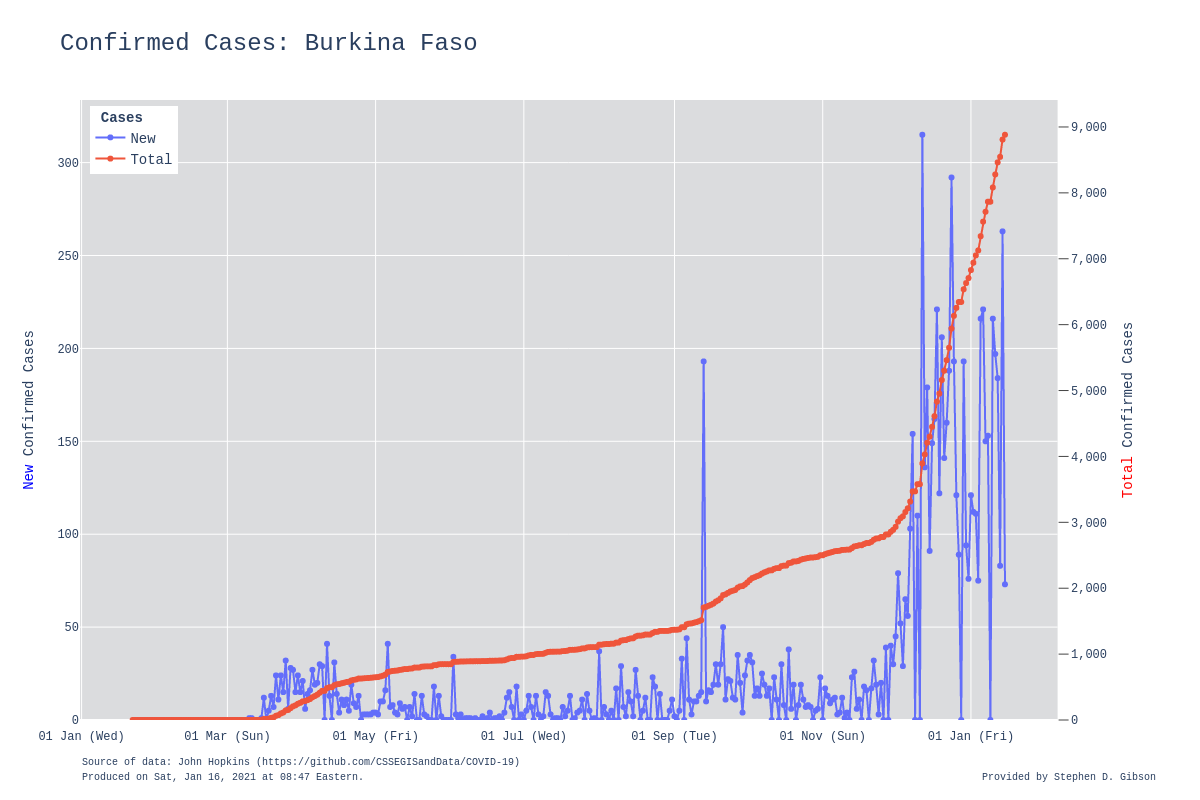 Confirmed Cases: Burkina Faso
Cases
New
Total
300
250
200
150
100
50
0
9,000
8,000
7,000
6,000
5,000
4,000
3,000
2,000
1,000
0
New Confirmed Cases
Total Confirmed Cases
01 Jan (Wed) 01 Mar (Sun) 01 May (Fri) 01 Jul (Wed) 01 Sep (Tue) 01 Nov (Sun) 01 Jan (Fri)
Source of data: John Hopkins (https://github.com/CSSEGISandData/COVID-19)
Produced on Sat, Jan 16, 2021 at 08:47 Eastern.
Provided by Stephen D. Gibson